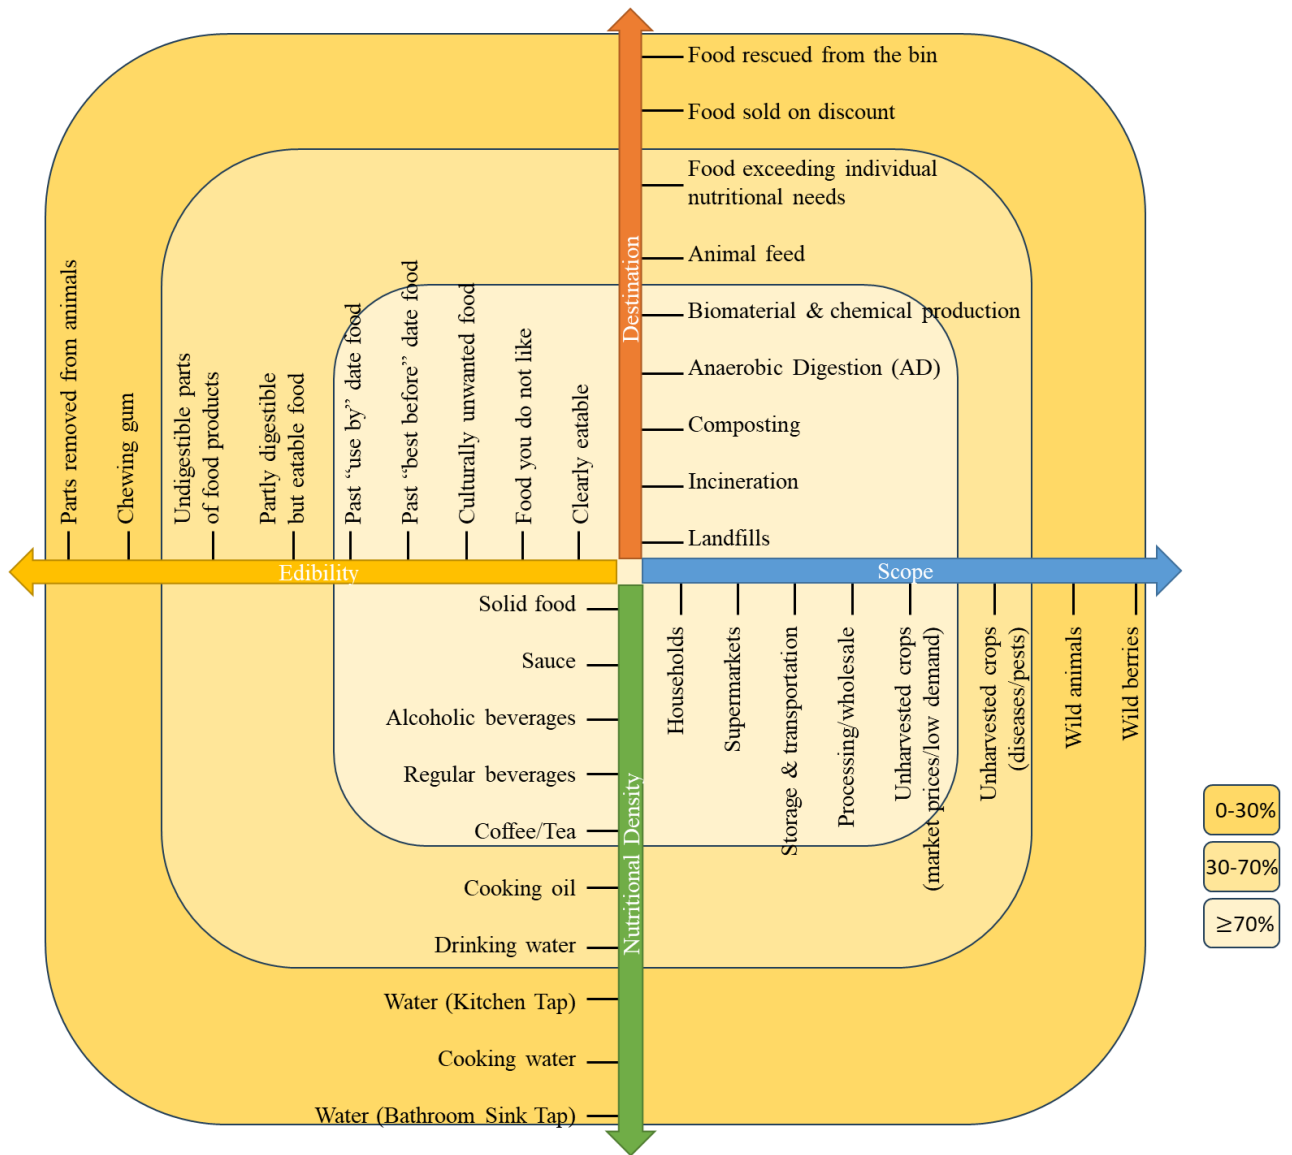 Food rescued from the bin
Food sold on discount
Food exceeding individual
nutritional needs
Animal feed
Biomaterial & chemical production
Anaerobic Digestion (AD)
Composting
Incineration
Landfills
Destination
Parts removed from animals
Chewing gum
Undigestible parts
of food products
Partly digestible
but eatable food
Past “use by” date food
Past “best before” date food
Culturally unwanted food
Food you do not like
Clearly eatable
Edibility
Scope
Households
Supermarkets
Storage & transportation
Processing/wholesale
Unharvested crops
(market prices/low demand)
Unharvested crops
(diseases/pests)
Wild animals
Wild berries
Solid food
Sauce
Alcoholic beverages
Regular beverages
Coffee/Tea
Cooking oil
Drinking water
Water (Kitchen Tap)
Cooking water
Water (Bathroom Sink Tap)
Nutritional Density
0-30%
30-70%
≥70%